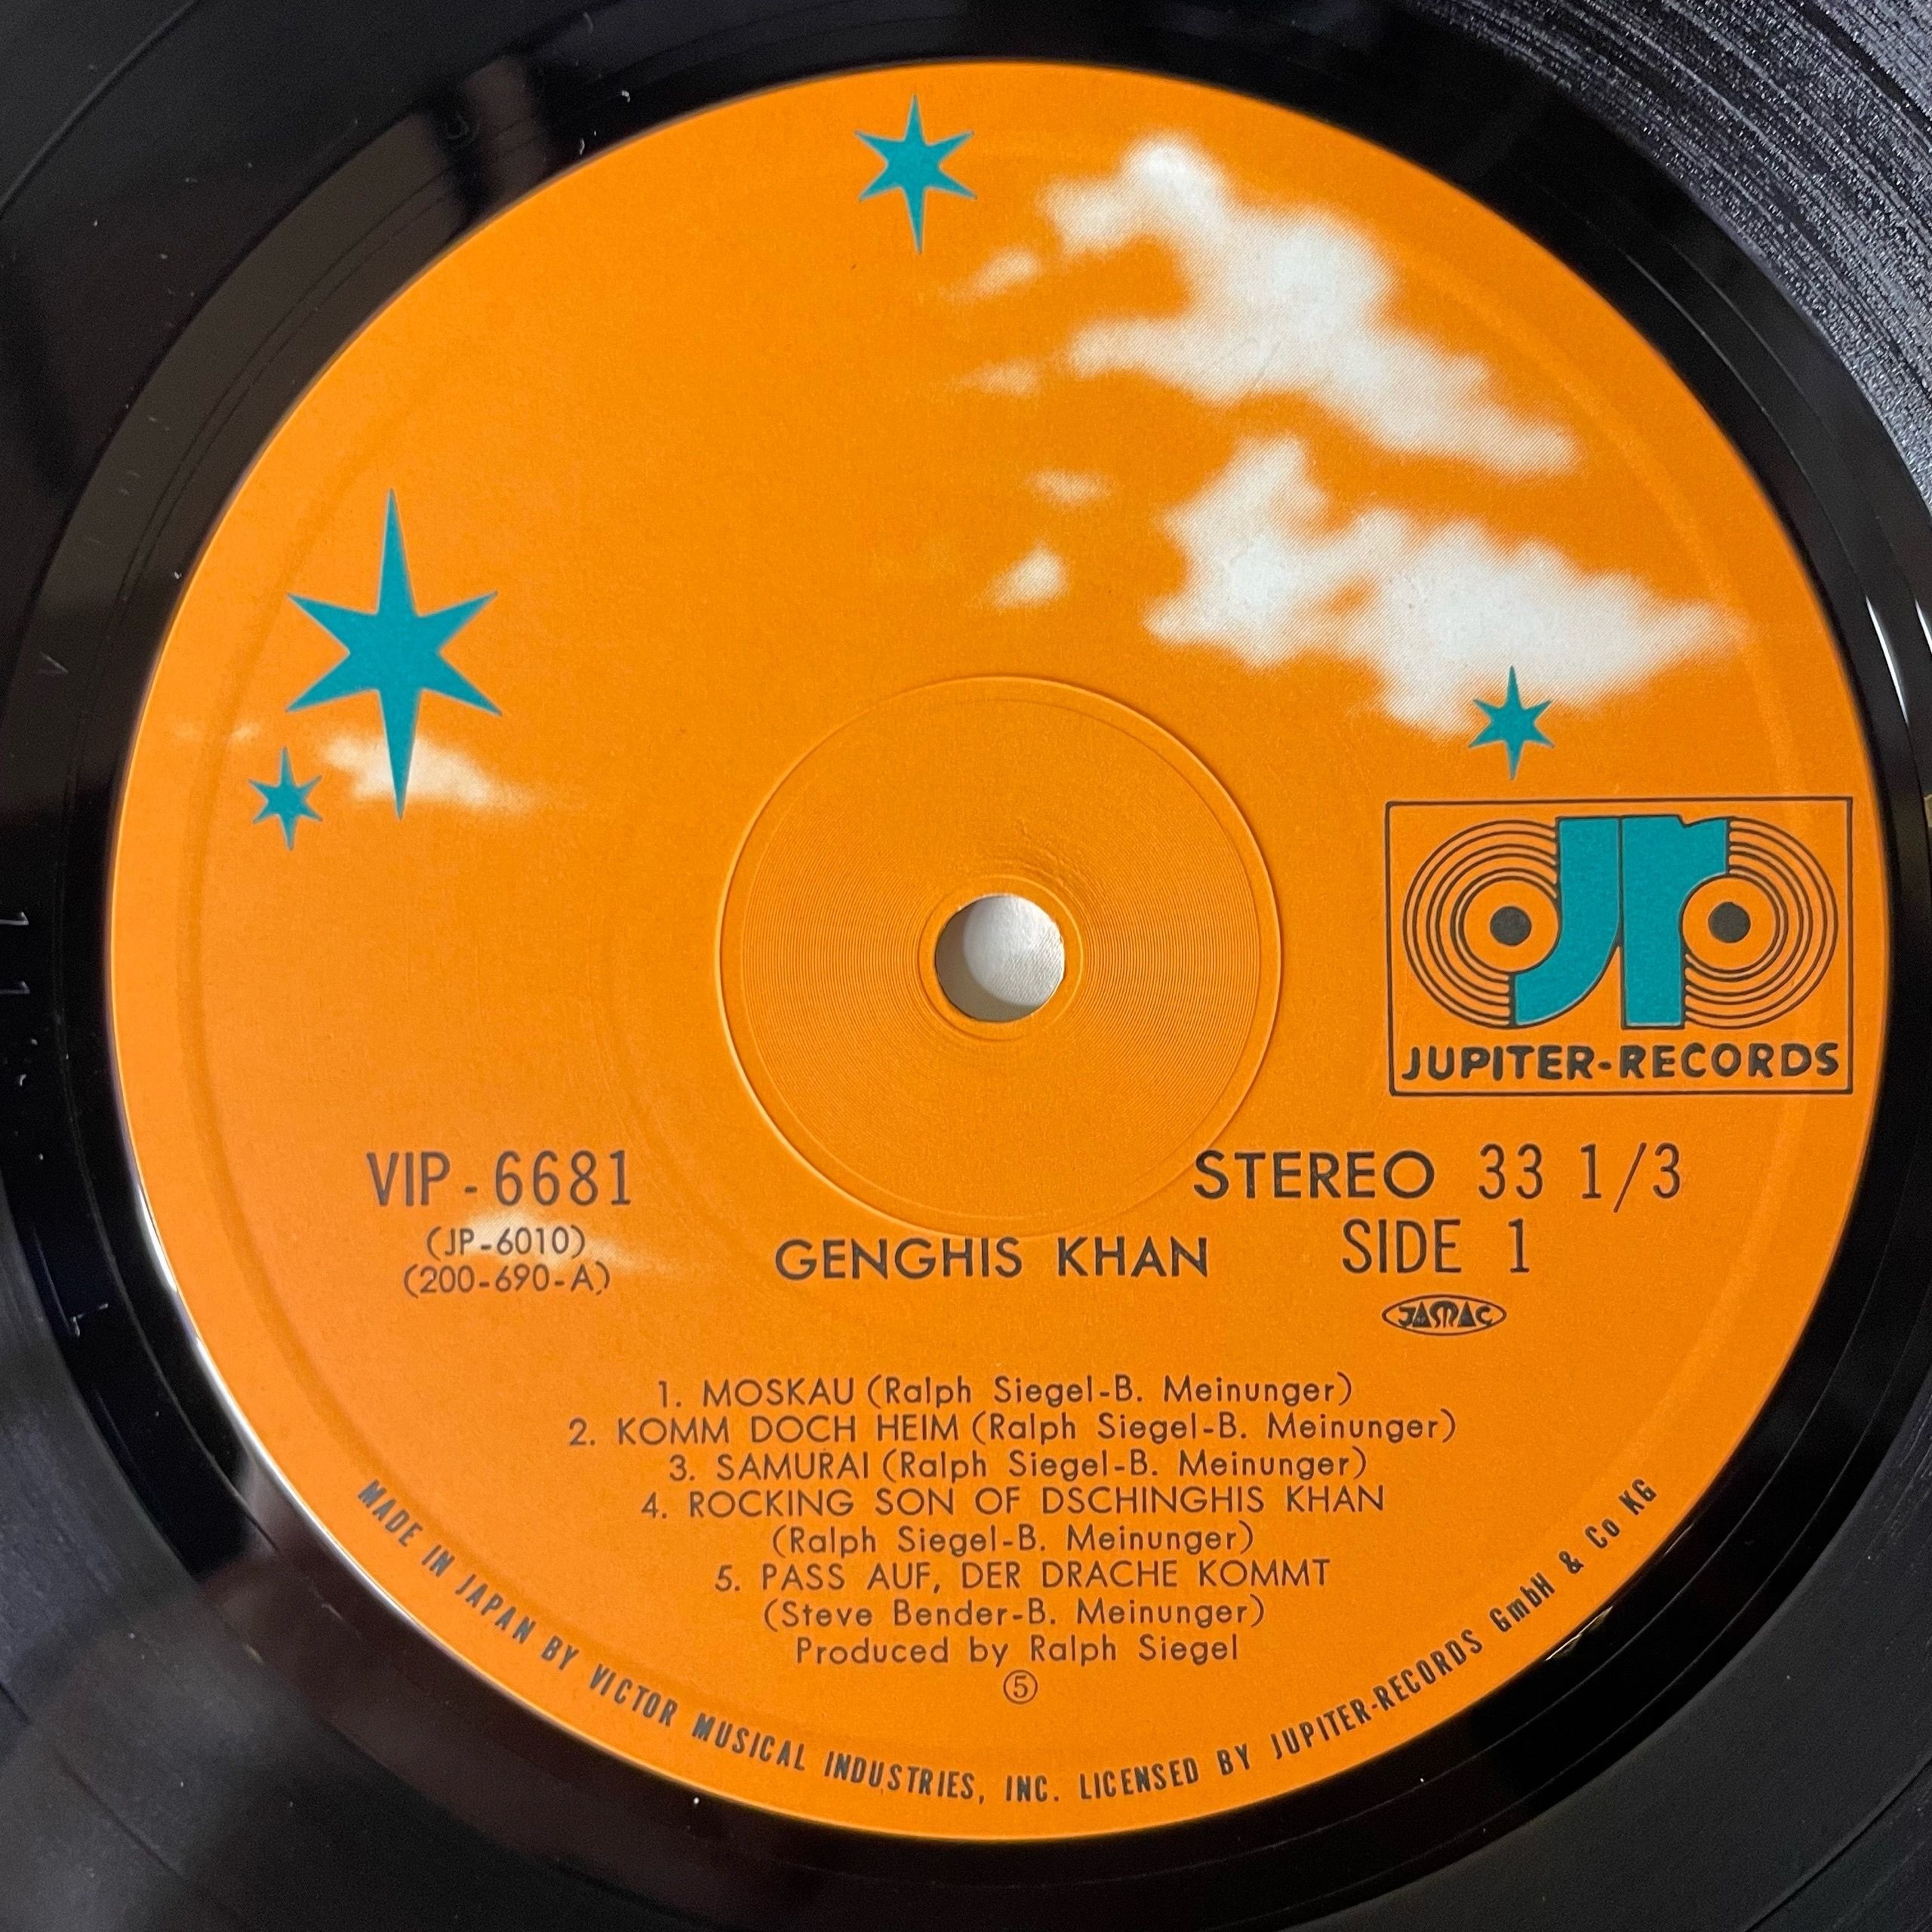 jr
JUPITER-RECORDS
VIP-6681
(JP-6010)
(200-690-A)
STEREO 33 1/3
SIDE 1
GENGHIS KHAN
JASRAC
1. MOSKAU (Ralph Siegel-B. Meinunger)
2. KOMM DOCH HEIM (Ralph Siegel-B. Meinunger)
3. SAMURAI (Ralph Siegel-B. Meinunger)
4. ROCKING SON OF DSCHINGHIS KHAN
(Ralph Siegel-B. Meinunger)
5. PASS AUF, DER DRACHE KOMMT
(Steve Bender-B. Meinunger)
Produced by Ralph Siegel
⑤
MADE IN JAPAN BY VICTOR MUSICAL INDUSTRIES, INC. LICENSED BY JUPITER-RECORDS GmbH & Co KG